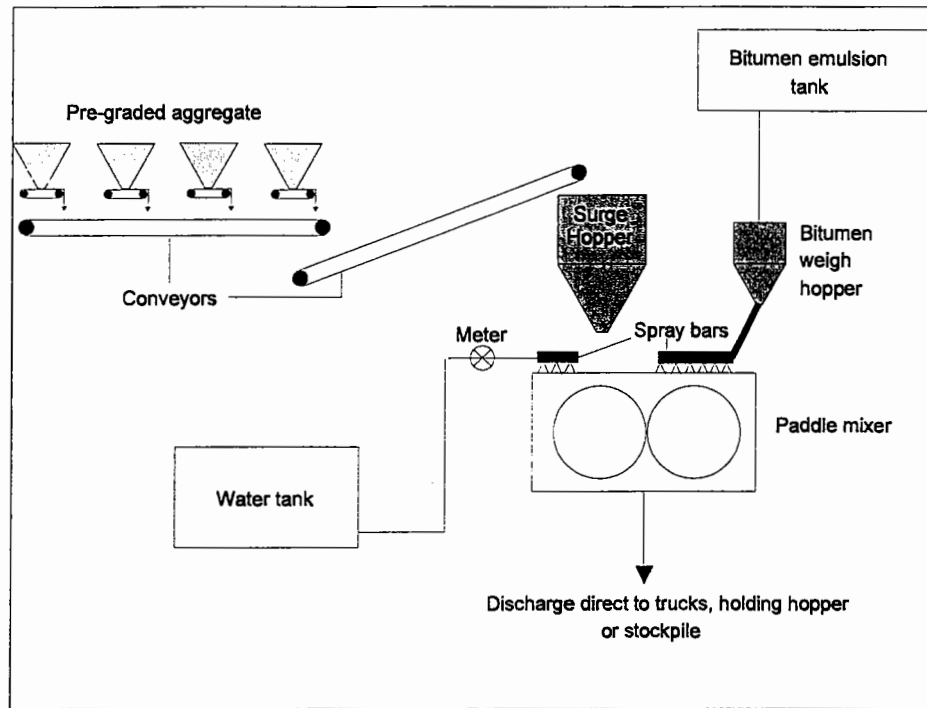 Bitumen emulsion
tank
Pre-graded aggregate
Surge
Hopper
Bitumen
weigh
hopper
Conveyors
Meter
Spray bars
Paddle mixer
Water tank
Discharge direct to trucks, holding hopper
or stockpile